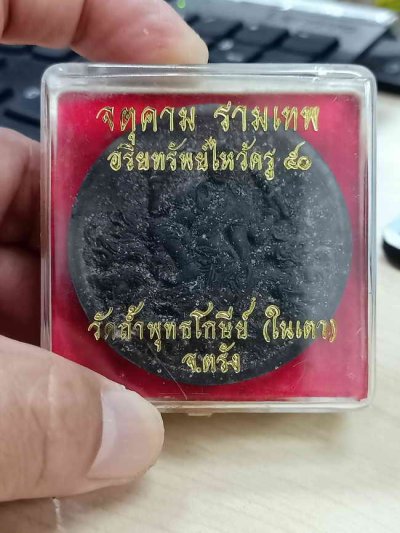 จตุคาม รามเทพ
อริยทรัพย์ไหว้ครู ๕๐
วัดถ้ำพุทธโกษีย์ (ในเตา)
จ.ตรัง